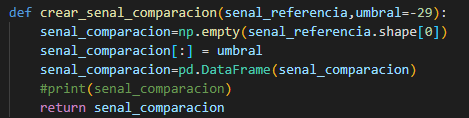 def crear_senal_comparacion(senal_referencia,umbral=-29):
    senal_comparacion=np.empty(senal_referencia.shape[0])
    senal_comparacion[:] = umbral
    senal_comparacion=pd.DataFrame(senal_comparacion)
    #print(senal_comparacion)
    return senal_comparacion